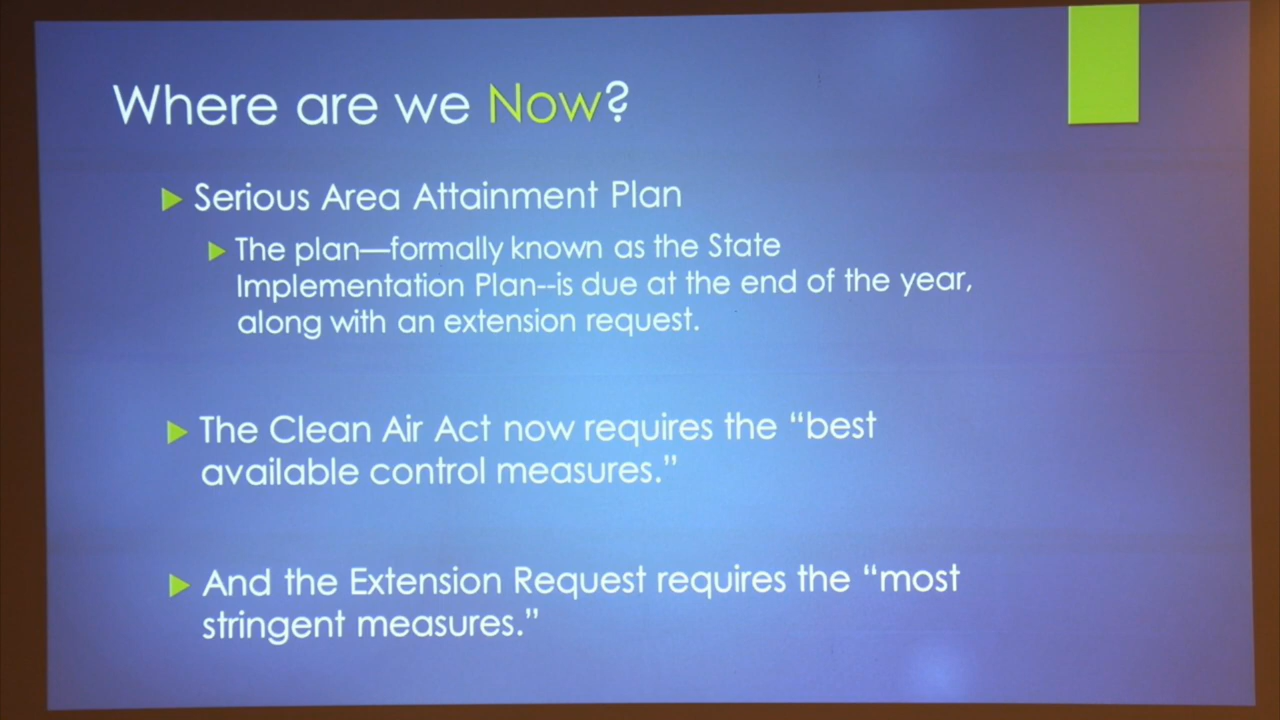 Where are we Now?
Serious Area Attainment Plan
The plan—formally known as the State
Implementation Plan--is due at the end of the year,
along with an extension request.
The Clean Air Act now requires the “best
available control measures.”
And the Extension Request requires the “most
stringent measures.”